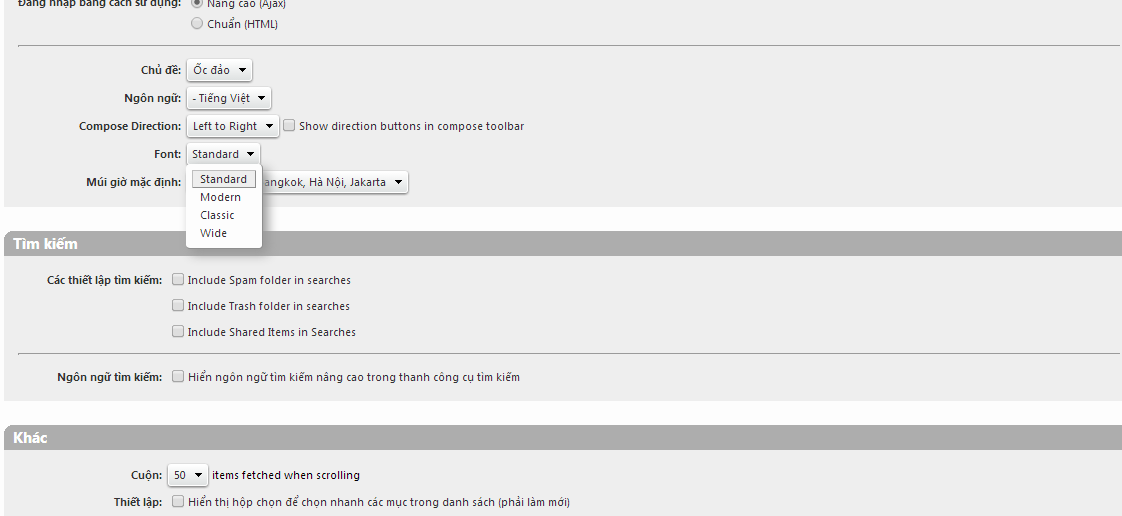 Đăng nhập bằng cách sử dụng: Nâng cao (Ajax)
Chuẩn (HTML)
Chủ đề: Ốc đảo
Ngôn ngữ: - Tiếng Việt
Compose Direction: Left to Right Show direction buttons in compose toolbar
Font: Standard
Múi giờ mặc định: angkok, Hà Nội, Jakarta
Standard
Modern
Classic
Wide
Tìm kiếm
Các thiết lập tìm kiếm: Include Spam folder in searches
Include Trash folder in searches
Include Shared Items in Searches
Ngôn ngữ tìm kiếm: Hiển ngôn ngữ tìm kiếm nâng cao trong thanh công cụ tìm kiếm
Khác
Cuộn: 50 items fetched when scrolling
Thiết lập: Hiển thị hộp chọn để chọn nhanh các mục trong danh sách (phải làm mới)